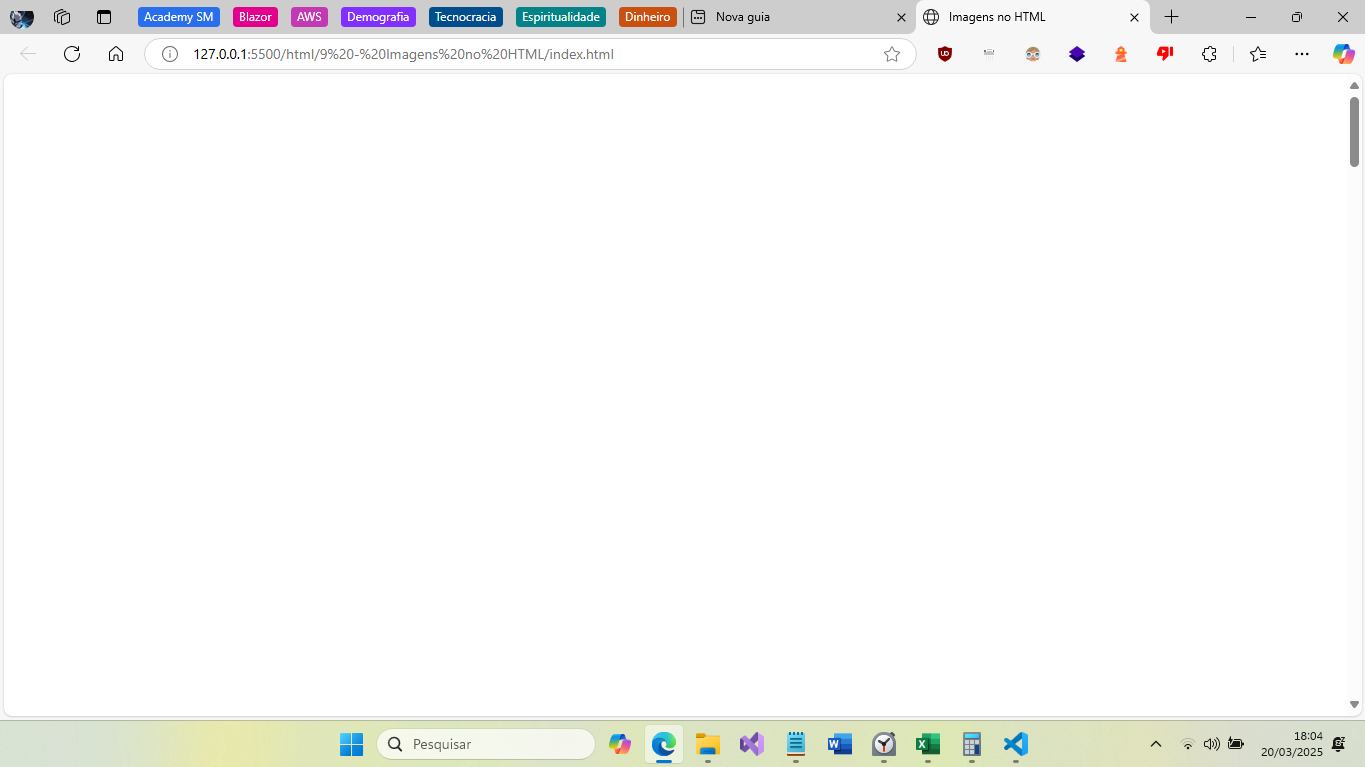 Academy SM Blazor AWS Demografia Tecnocracia Espiritualidade Dinheiro Nova guia Imagens no HTML
127.0.0.1:5500/html/9%20-%20Imagens%20no%20HTML/index.html
Pesquisar
18:04
20/03/2025